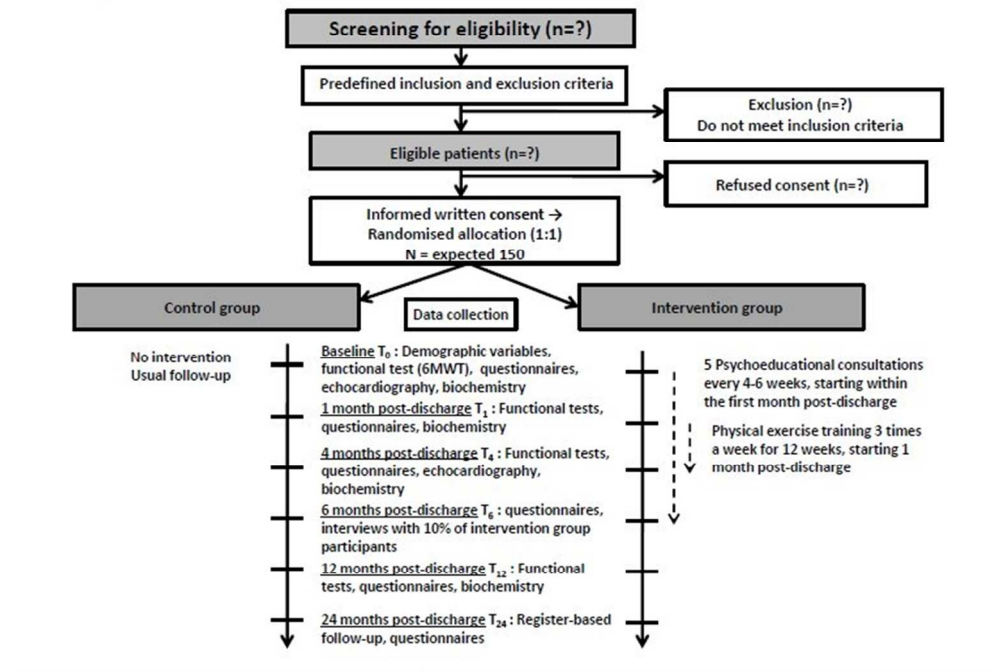 Screening for eligibility (n=?)
Predefined inclusion and exclusion criteria
Exclusion (n=?)
Do not meet inclusion criteria
Eligible patients (n=?)
Refused consent (n=?)
Informed written consent →
Randomised allocation (1:1)
N = expected 150
Control group
Data collection
Intervention group
No intervention
Usual follow-up
Baseline T₀ : Demographic variables,
functional test (6MWT), questionnaires,
echocardiography, biochemistry
1 month post-discharge T₁ : Functional tests,
questionnaires, biochemistry
4 months post-discharge T₄ : Functional tests,
questionnaires, echocardiography,
biochemistry
6 months post-discharge T₆ : questionnaires,
interviews with 10% of intervention group
participants
12 months post-discharge T₁₂ : Functional
tests, questionnaires, biochemistry
24 months post-discharge T₂₄ : Register-based
follow-up, questionnaires
5 Psychoeducational consultations
every 4-6 weeks, starting within
the first month post-discharge
Physical exercise training 3 times
a week for 12 weeks, starting 1
month post-discharge